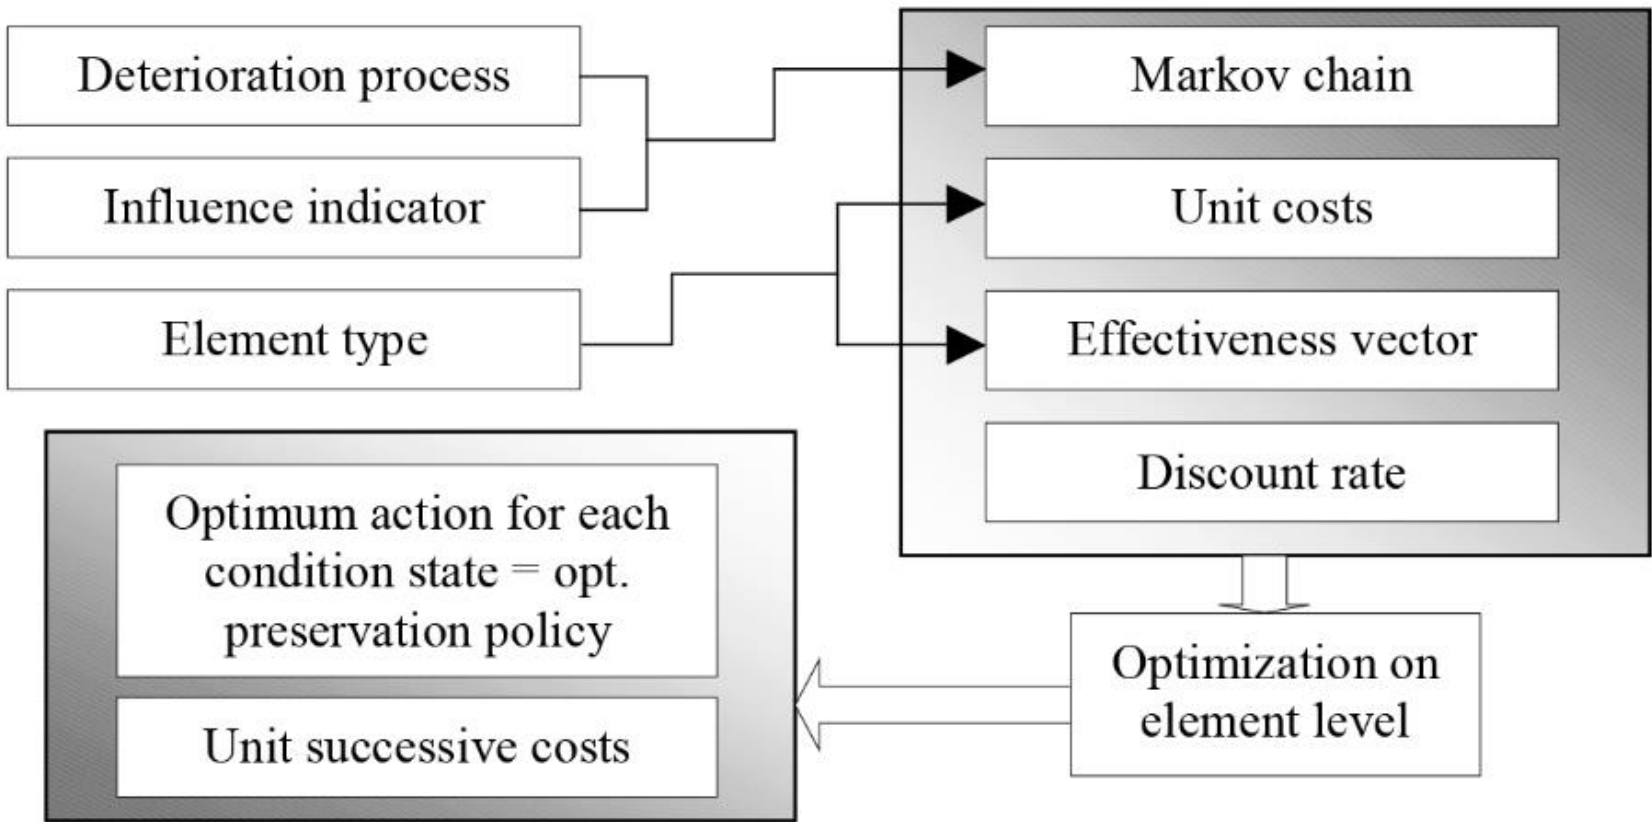 Deterioration process
Influence indicator
Element type
Markov chain
Unit costs
Effectiveness vector
Discount rate
Optimization on
element level
Optimum action for each
condition state = opt.
preservation policy
Unit successive costs